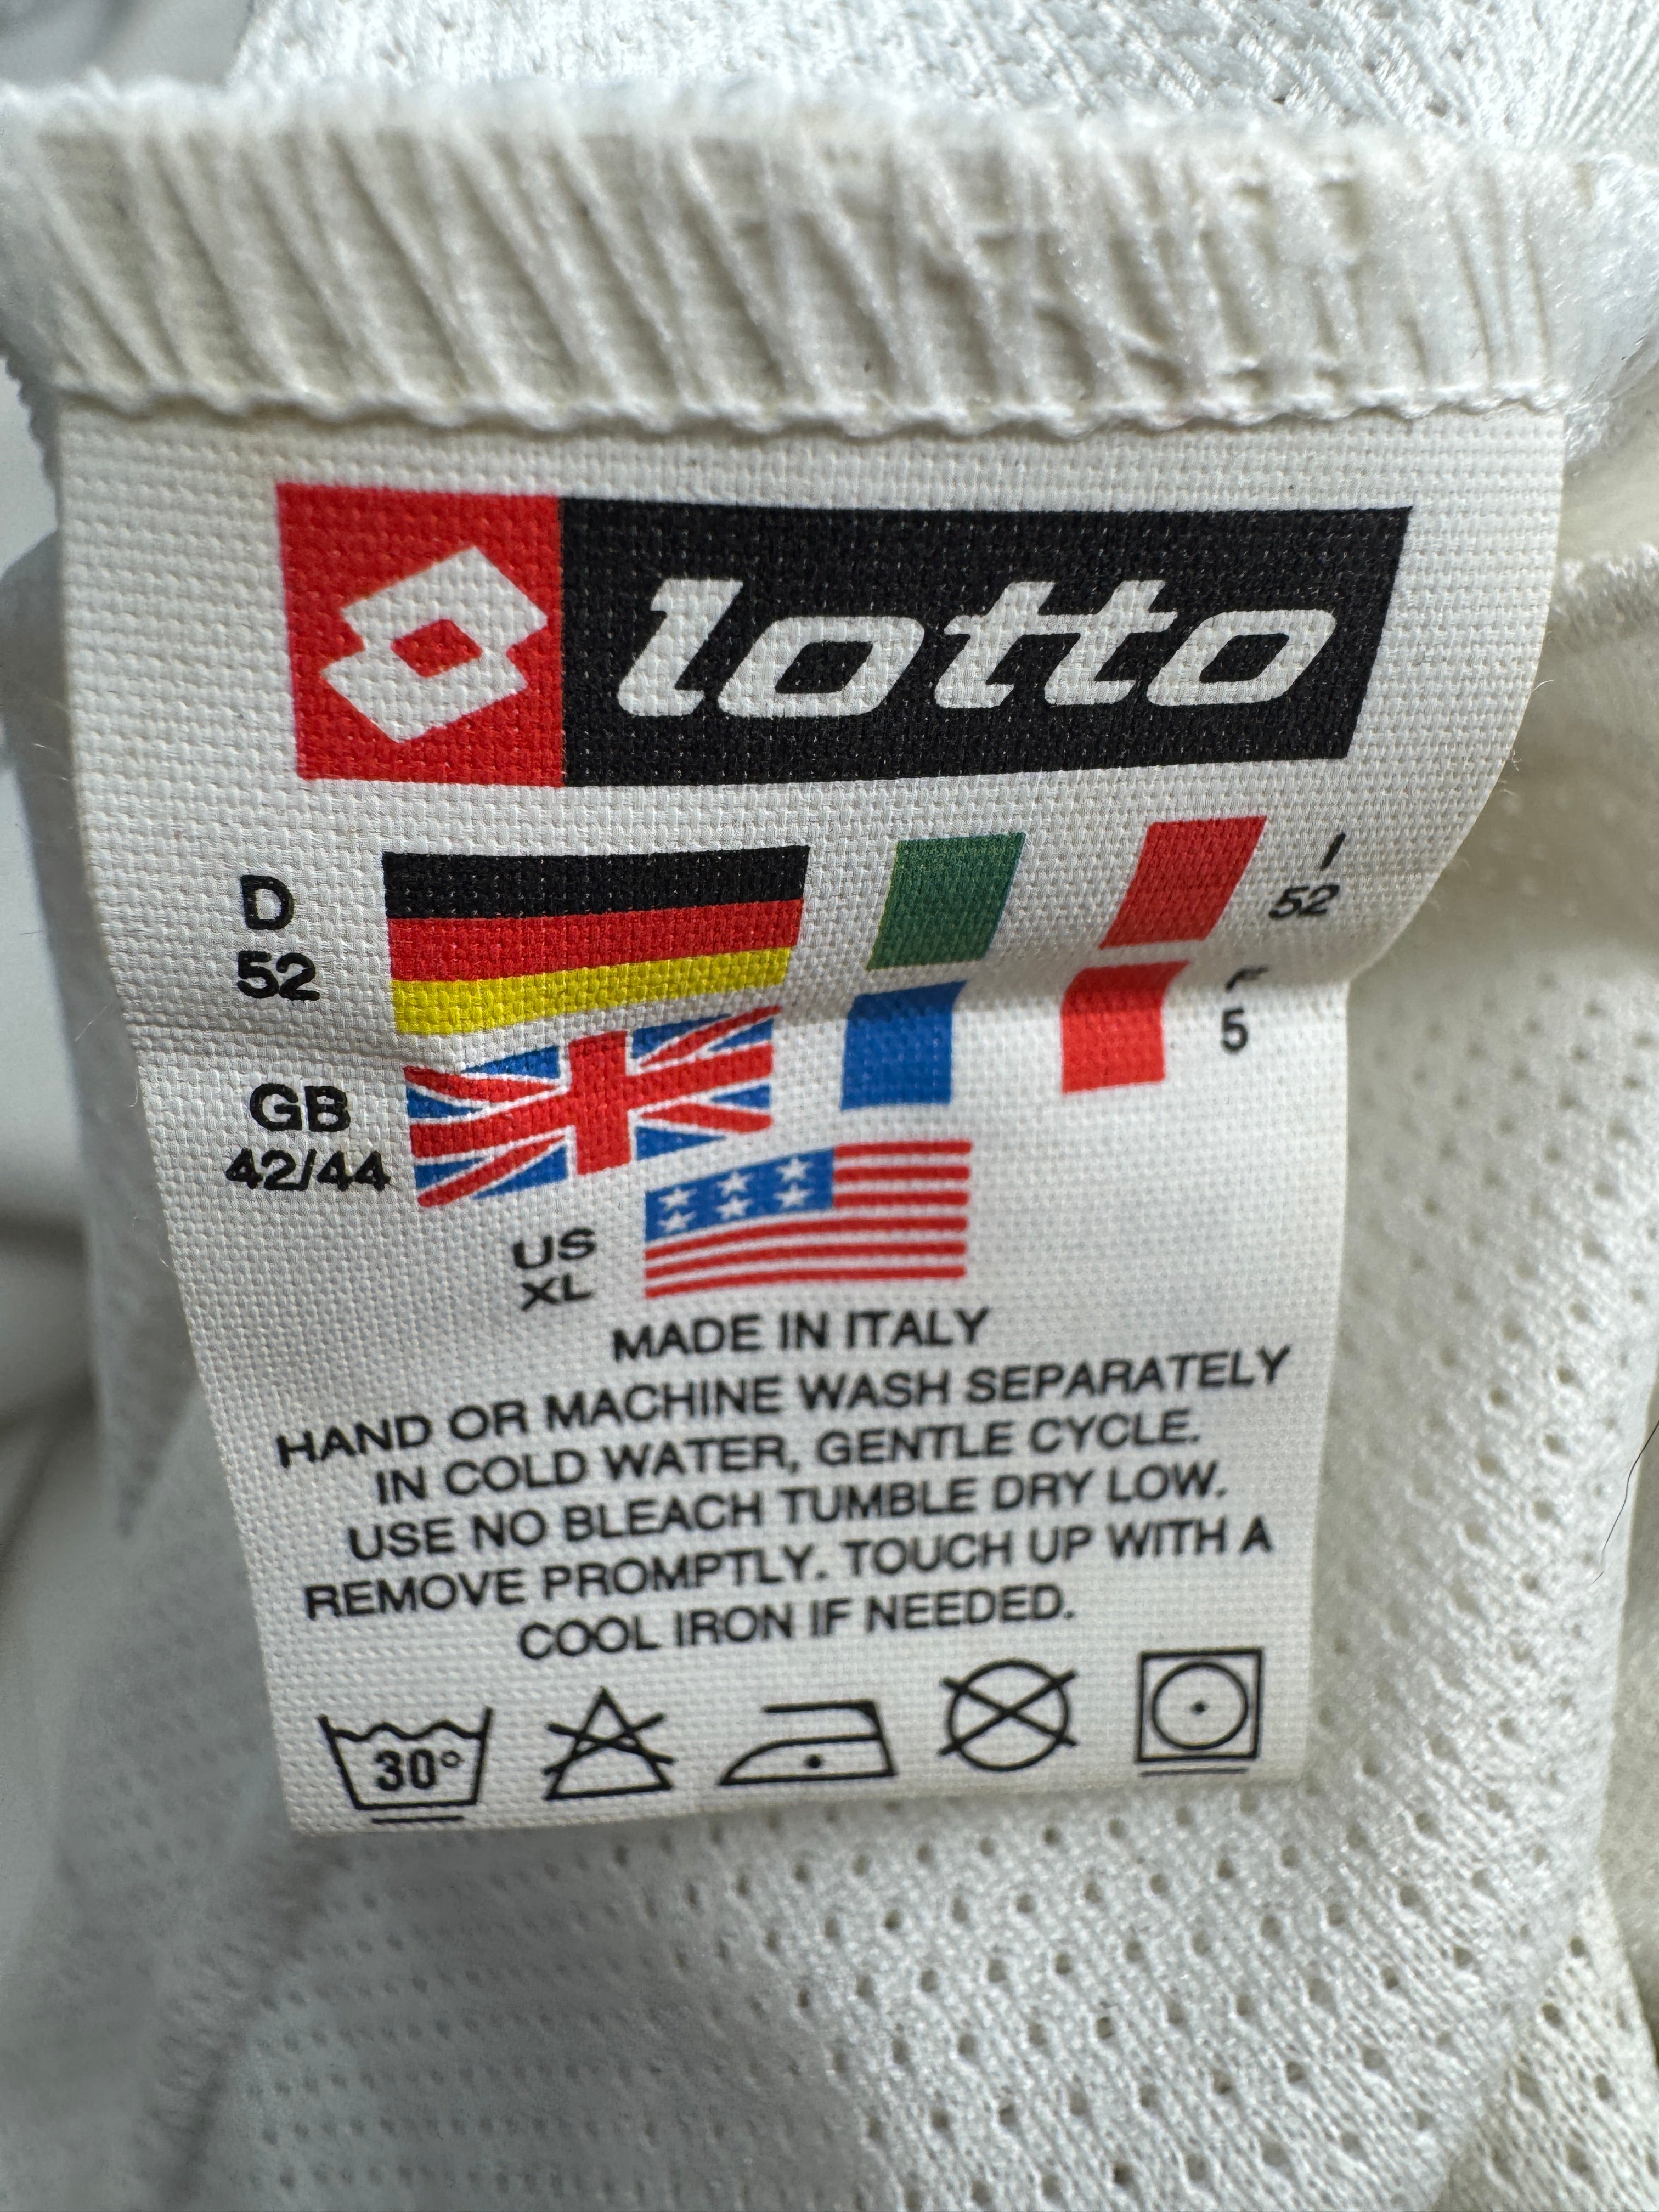 lotto
D
52
I
52
F
5
GB
42/44
US
XL
MADE IN ITALY
HAND OR MACHINE WASH SEPARATELY
IN COLD WATER, GENTLE CYCLE.
USE NO BLEACH TUMBLE DRY LOW.
REMOVE PROMPTLY. TOUCH UP WITH A
COOL IRON IF NEEDED.
30°